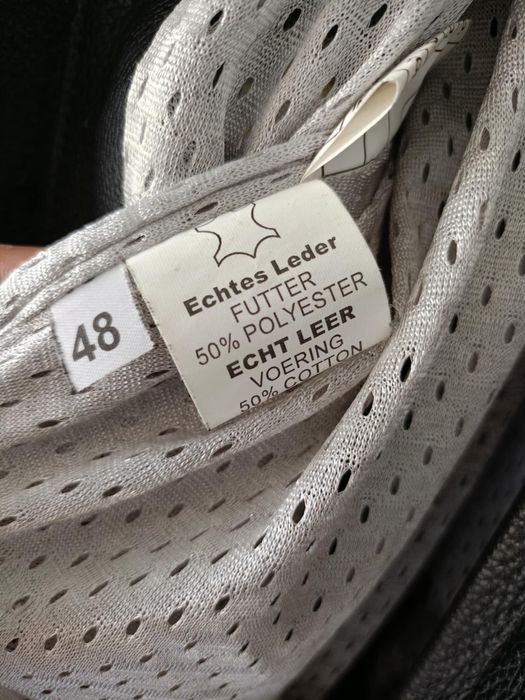 48
Echtes Leder
FUTTER
50% POLYESTER
ECHT LEER
VOERING
50% COTTON